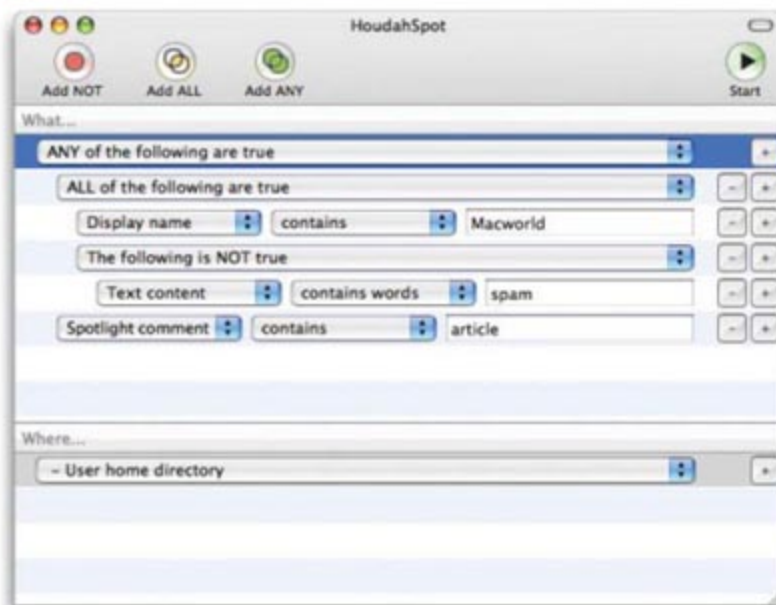 HoudahSpot
Add NOT Add ALL Add ANY Start
What...
ANY of the following are true
ALL of the following are true
Display name contains Macworld
The following is NOT true
Text content contains words spam
Spotlight comment contains article
Where...
- User home directory